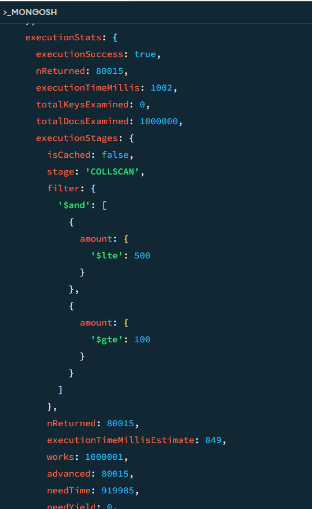 >_MONGOSH
executionStats: {
executionSuccess: true,
nReturned: 80015,
executionTimeMillis: 1002,
totalKeysExamined: 0,
totalDocsExamined: 1000000,
executionStages: {
isCached: false,
stage: 'COLLSCAN',
filter: {
'$and': [
{
amount: {
'$lte': 500
}
},
{
amount: {
'$gte': 100
}
}
]
},
nReturned: 80015,
executionTimeMillisEstimate: 849,
works: 1000001,
advanced: 80015,
needTime: 919985,
needYield: 0,